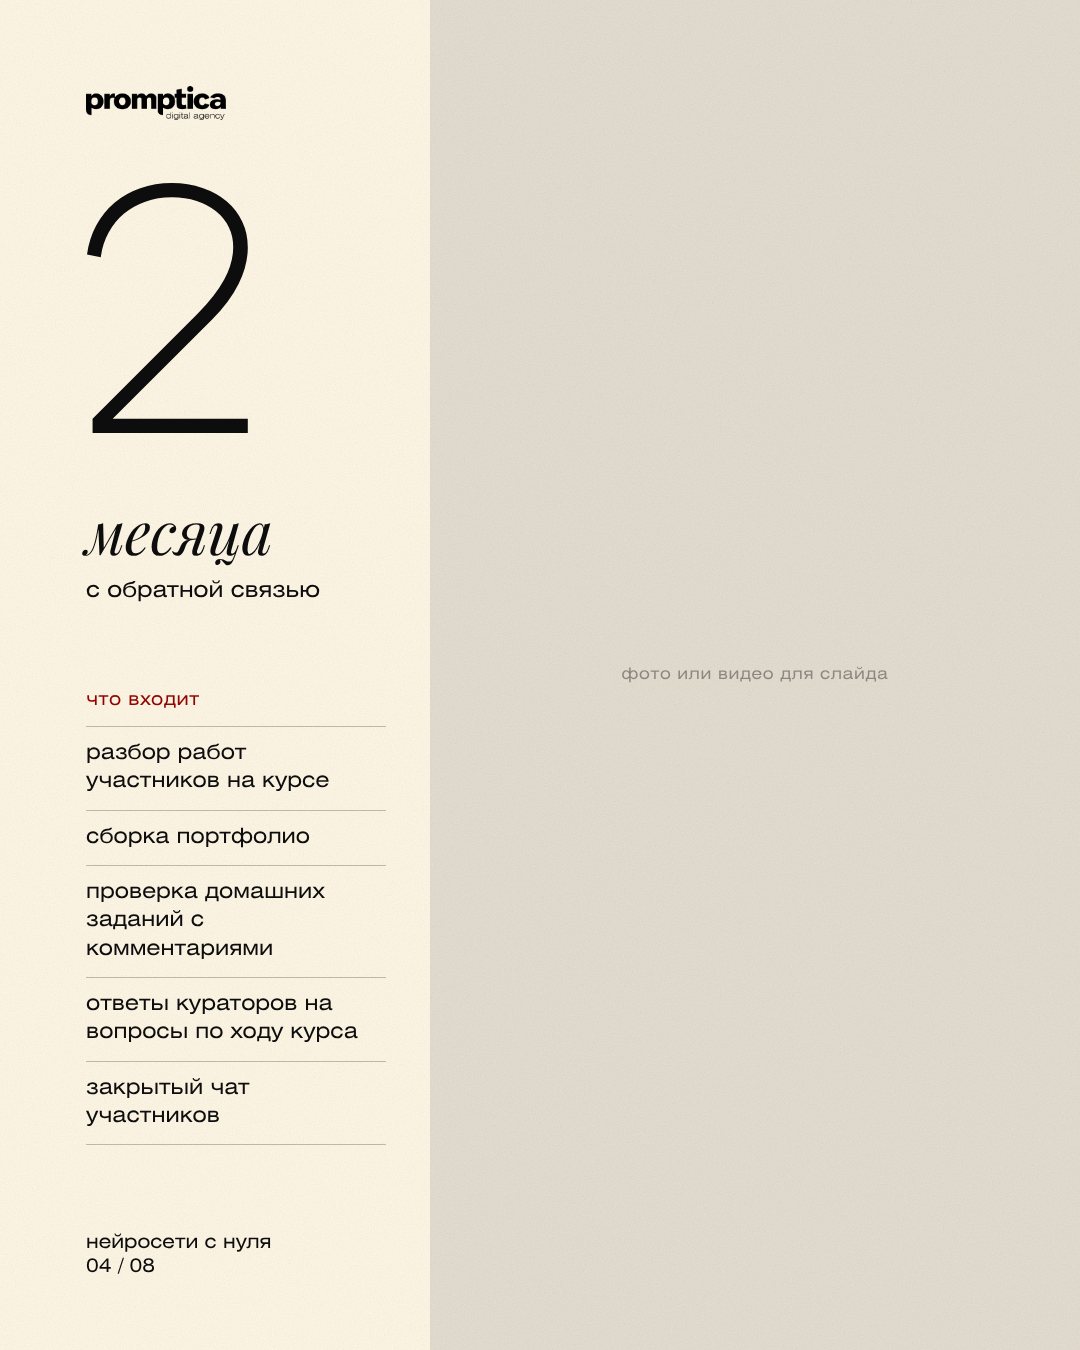 promptica
digital agency
2
месяца
с обратной связью
что входит
разбор работ
участников на курсе
сборка портфолио
проверка домашних
заданий с
комментариями
ответы кураторов на
вопросы по ходу курса
закрытый чат
участников
нейросети с нуля
04 / 08
фото или видео для слайда